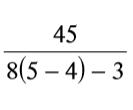 45
8(5 – 4) – 3